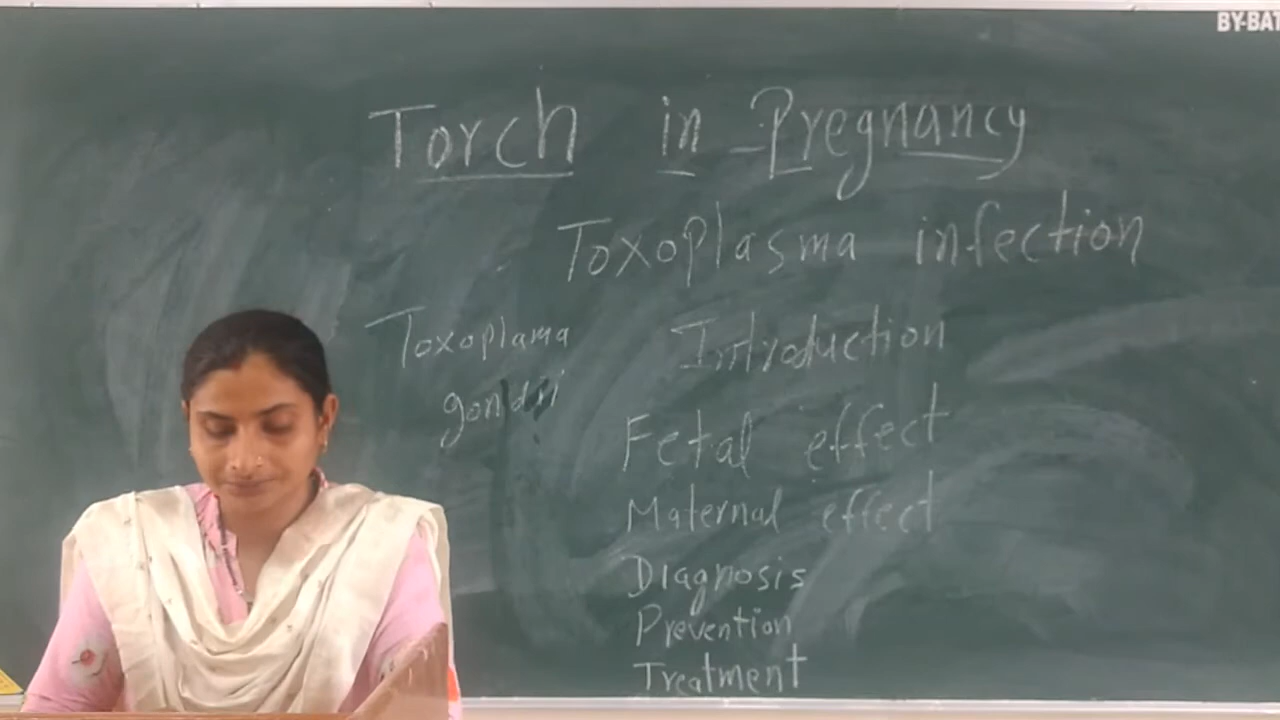 BY-BAT
Torch in Pregnancy
Toxoplasma infection
Toxoplama
gondii
Introduction
Fetal effect
Maternal effect
Diagnosis
Prevention
Treatment